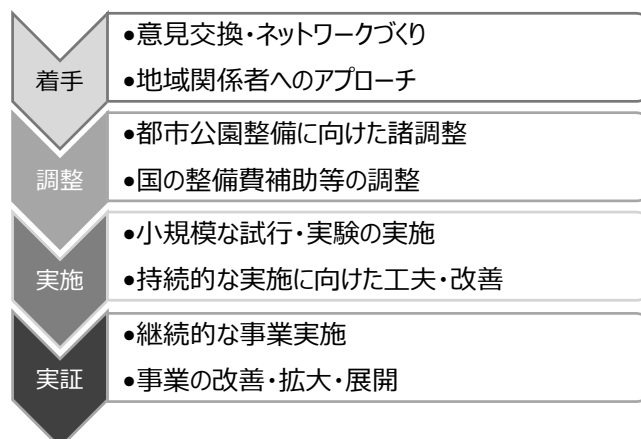 着手
•意見交換・ネットワークづくり
•地域関係者へのアプローチ
調整
•都市公園整備に向けた諸調整
•国の整備費補助等の調整
実施
•小規模な試行・実験の実施
•持続的な実施に向けた工夫・改善
実証
•継続的な事業実施
•事業の改善・拡大・展開